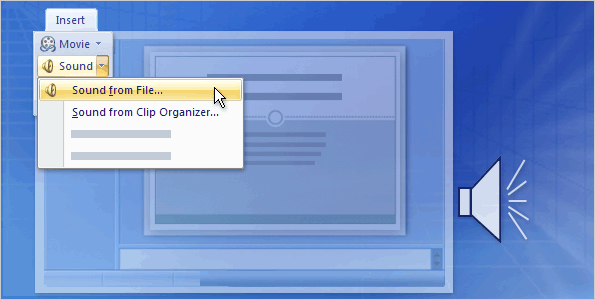 Insert
Movie
Sound
Sound from File...
Sound from Clip Organizer...